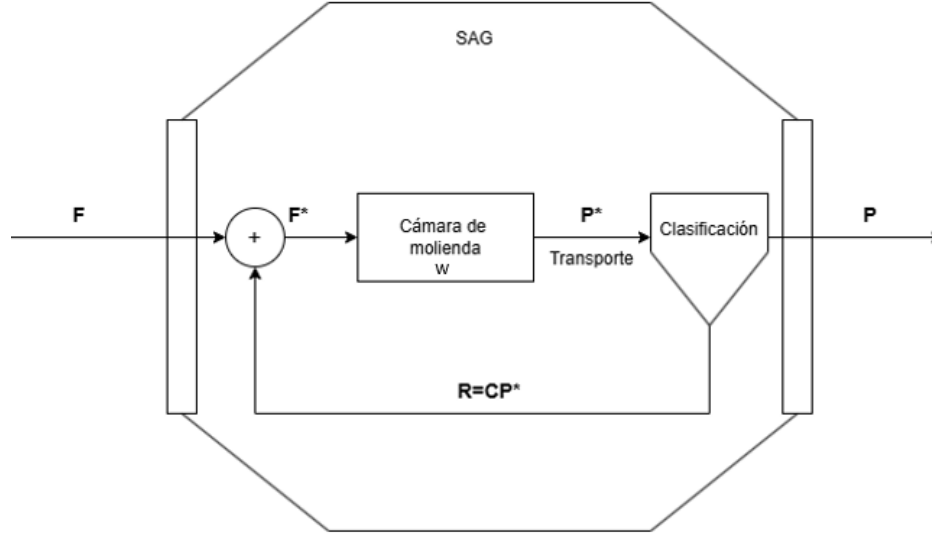 SAG
F
F*
+
Cámara de
molienda
W
P*
Transporte
Clasificación
P
R=CP*